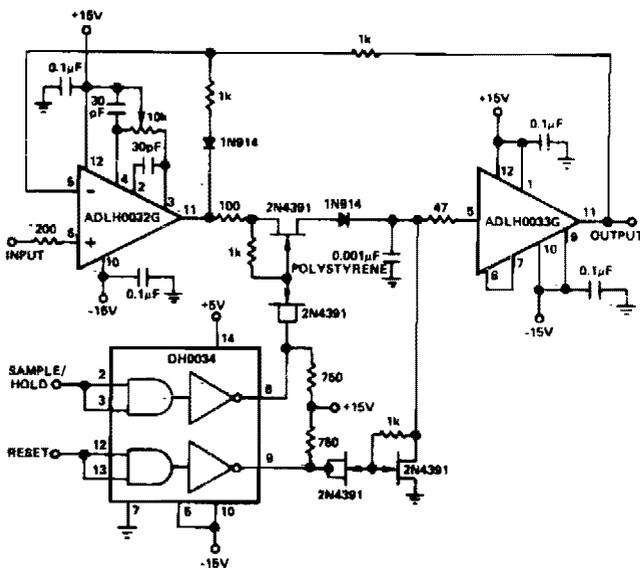 +15V
1k
0.1μF
30
pF
1k
10k
1N914
+15V
0.1μF
30pF
12
4
2
3
12
1
5
–
ADLH0032G
11
100
2N4391
1N914
47
5
ADLH0033G
11
OUTPUT
200
6
+
INPUT
10
1k
0.001μF
POLYSTYRENE
10
9
6
7
0.1μF
-15V
0.1μF
2N4391
-15V
+5V
14
SAMPLE/
HOLD
DH0034
2
3
8
750
+15V
1k
RESET
12
13
9
780
2N4391
2N4391
7
5
10
-15V